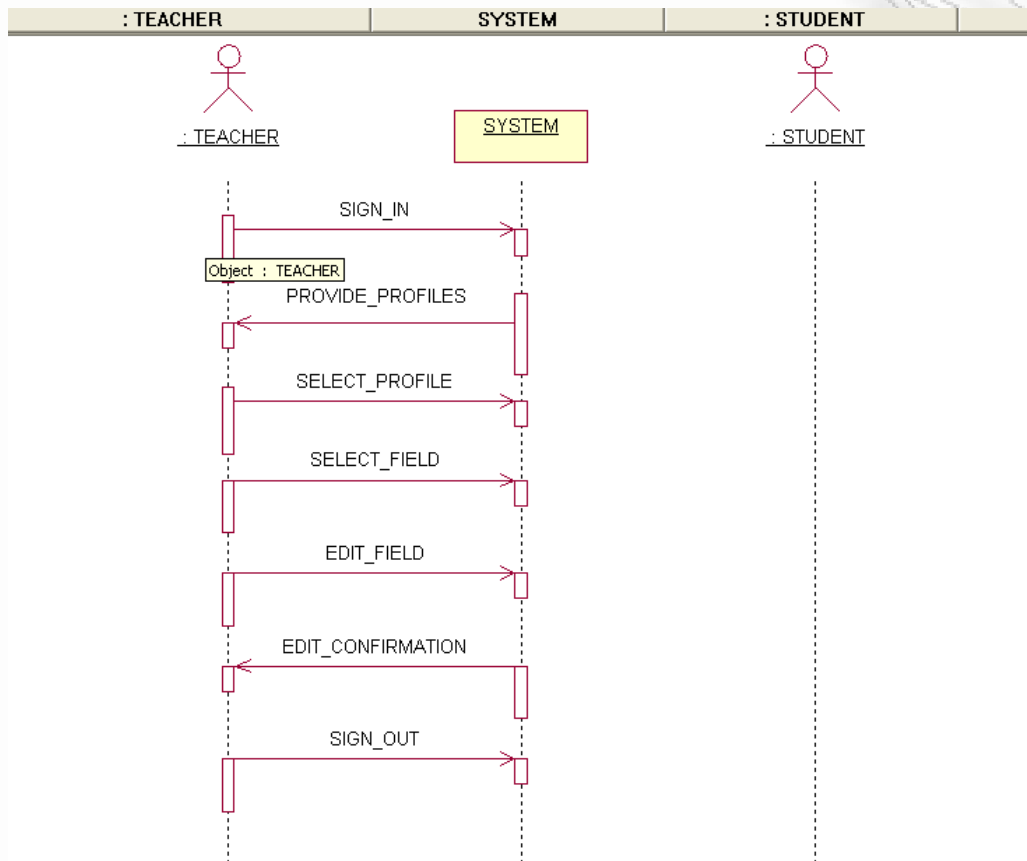 : TEACHER
SYSTEM
: STUDENT
: TEACHER
SYSTEM
: STUDENT
SIGN_IN
Object : TEACHER
PROVIDE_PROFILES
SELECT_PROFILE
SELECT_FIELD
EDIT_FIELD
EDIT_CONFIRMATION
SIGN_OUT